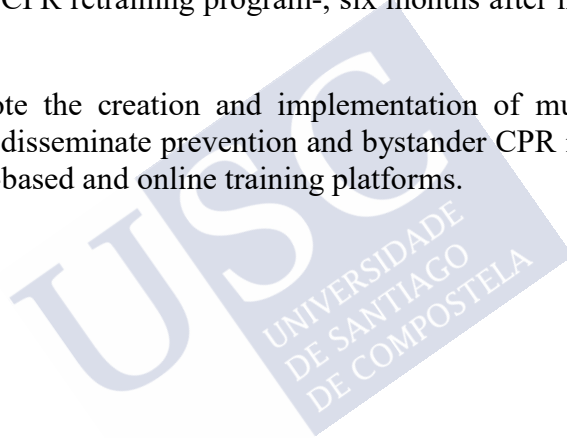 CPR retraining program-, six months after
ote the creation and implementation of mu
disseminate prevention and bystander CPR
-based and online training platforms.
USC
UNIVERSIDADE
DE SANTIAGO
DE COMPOSTELA